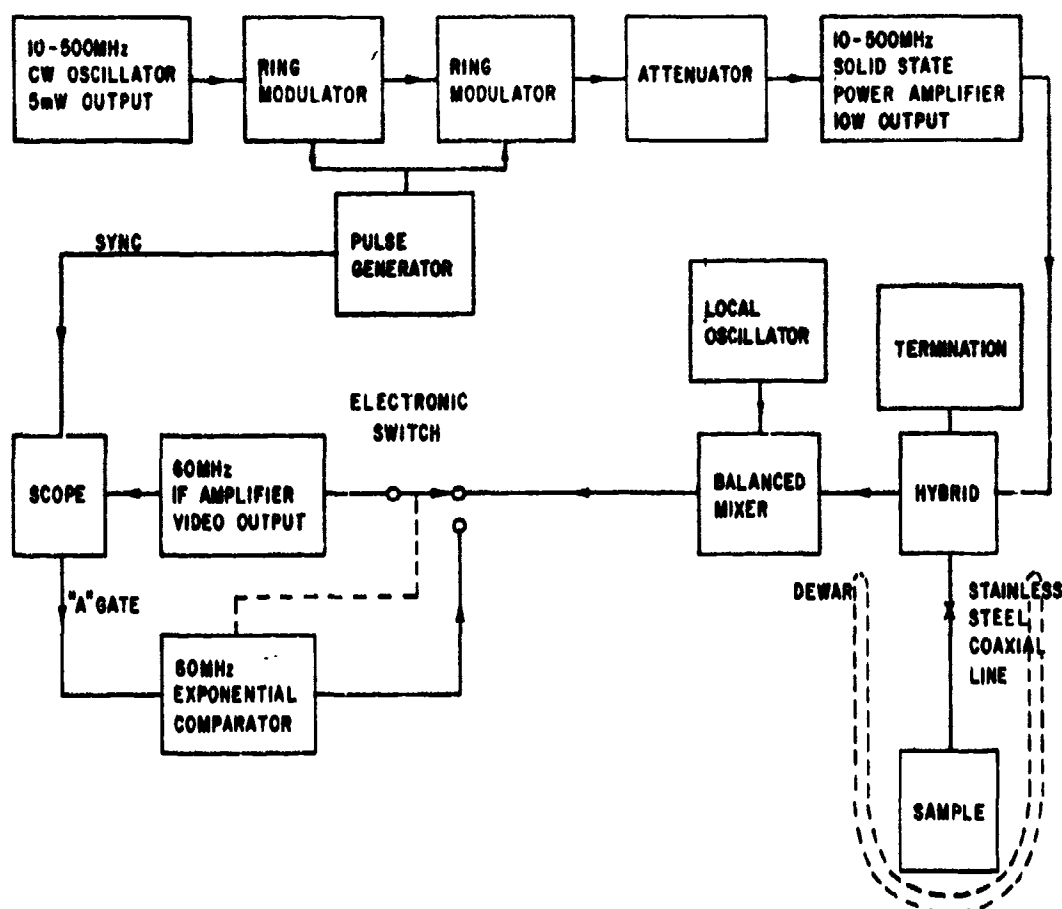 10-500MHz
CW OSCILLATOR
5mW OUTPUT
RING
MODULATOR
RING
MODULATOR
ATTENUATOR
10-500MHz
SOLID STATE
POWER AMPLIFIER
10W OUTPUT
SYNC
PULSE
GENERATOR
LOCAL
OSCILLATOR
TERMINATION
ELECTRONIC
SWITCH
SCOPE
60MHz
IF AMPLIFIER
VIDEO OUTPUT
BALANCED
MIXER
HYBRID
"A" GATE
60MHz
EXPONENTIAL
COMPARATOR
DEWAR
STAINLESS
STEEL
COAXIAL
LINE
SAMPLE